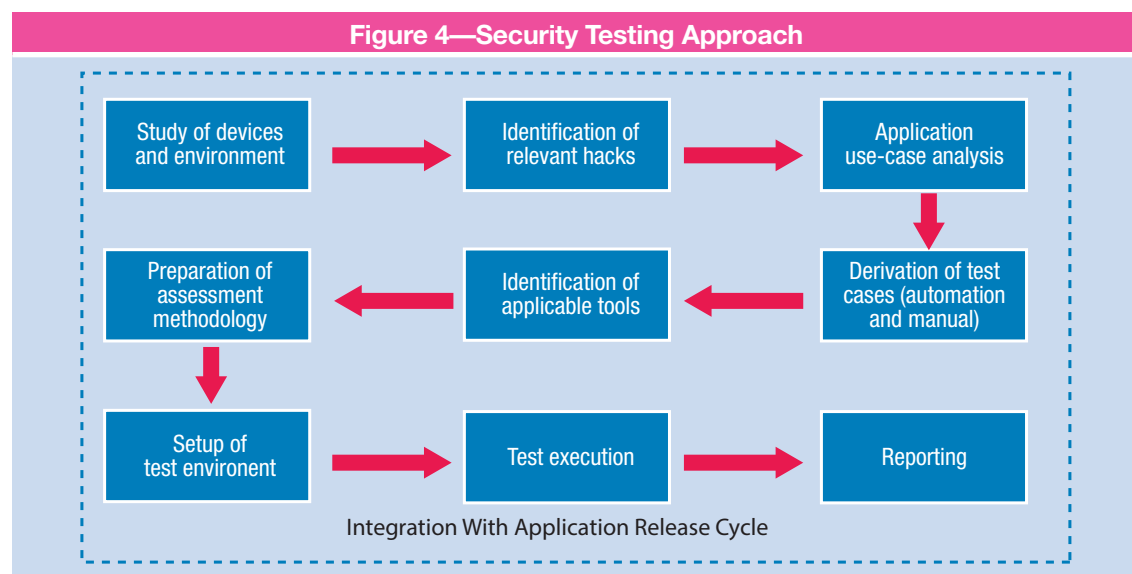 Figure 4—Security Testing Approach
Study of devices
and environment
Identification of
relevant hacks
Application
use-case analysis
Derivation of test
cases (automation
and manual)
Identification of
applicable tools
Preparation of
assessment
methodology
Setup of
test environent
Test execution
Reporting
Integration With Application Release Cycle